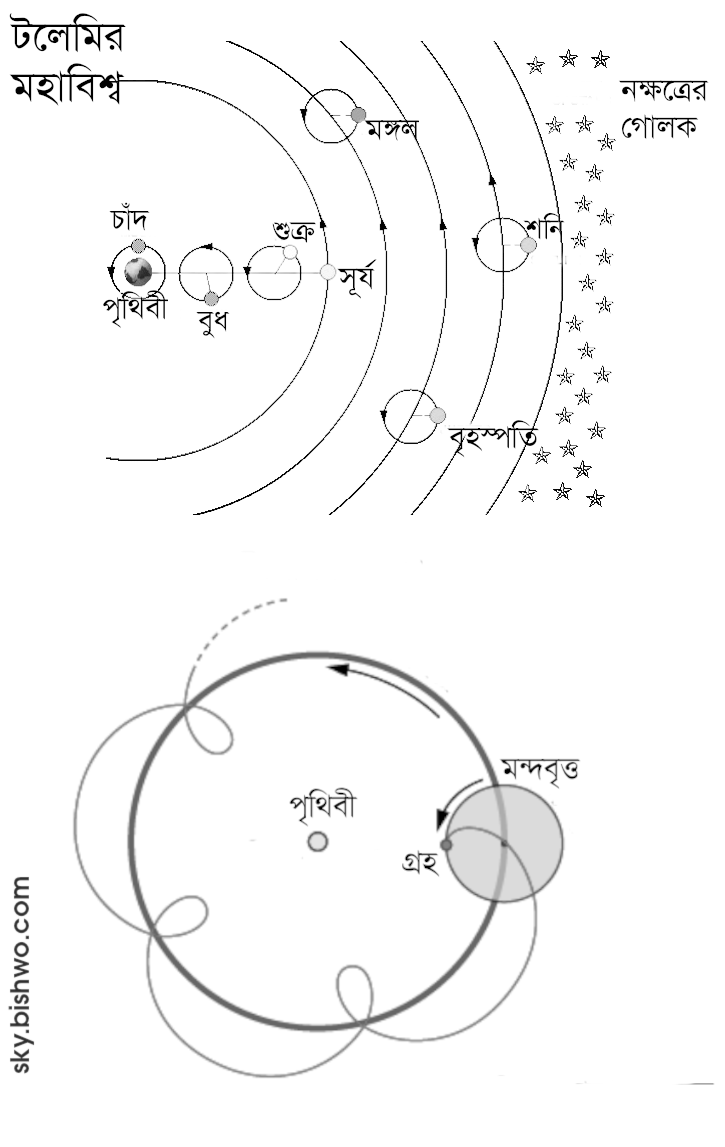 টলেমির
মহাবিশ্ব
নক্ষত্রের
গোলক
মঙ্গল
চাঁদ
শুক্র
শনি
সূর্য
পৃথিবী
বুধ
বৃহস্পতি
মন্দবৃত্ত
পৃথিবী
গ্রহ
sky.bishwo.com